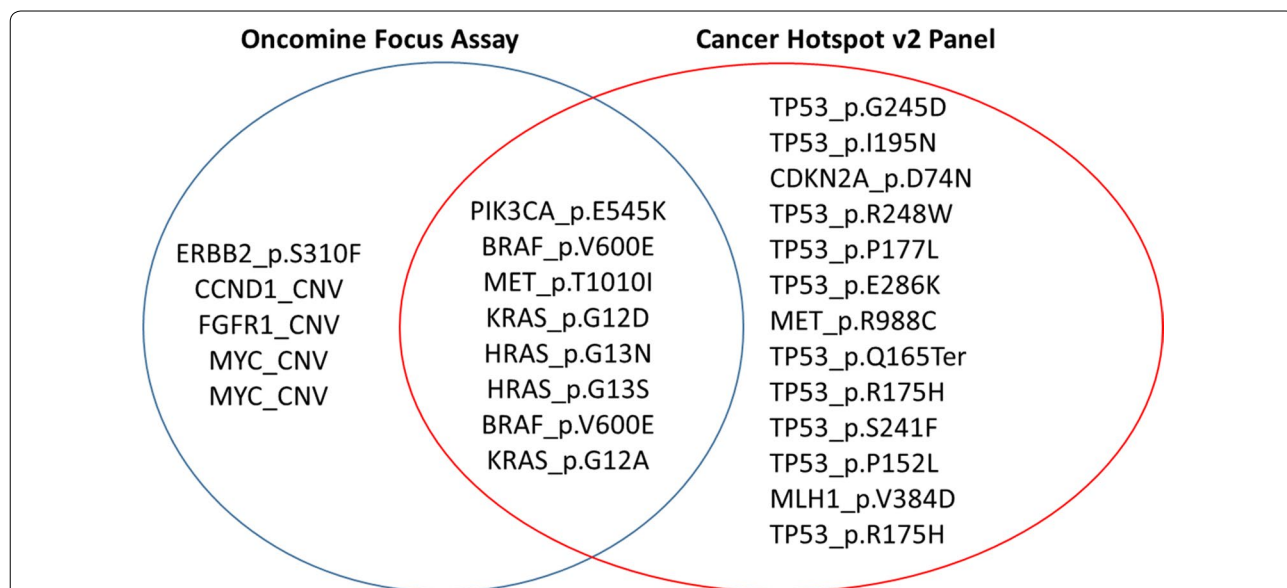 Oncomine Focus Assay
Cancer Hotspot v2 Panel
ERBB2_p.S310F
CCND1_CNV
FGFR1_CNV
MYC_CNV
MYC_CNV
PIK3CA_p.E545K
BRAF_p.V600E
MET_p.T1010I
KRAS_p.G12D
HRAS_p.G13N
HRAS_p.G13S
BRAF_p.V600E
KRAS_p.G12A
TP53_p.G245D
TP53_p.I195N
CDKN2A_p.D74N
TP53_p.R248W
TP53_p.P177L
TP53_p.E286K
MET_p.R988C
TP53_p.Q165Ter
TP53_p.R175H
TP53_p.S241F
TP53_p.P152L
MLH1_p.V384D
TP53_p.R175H